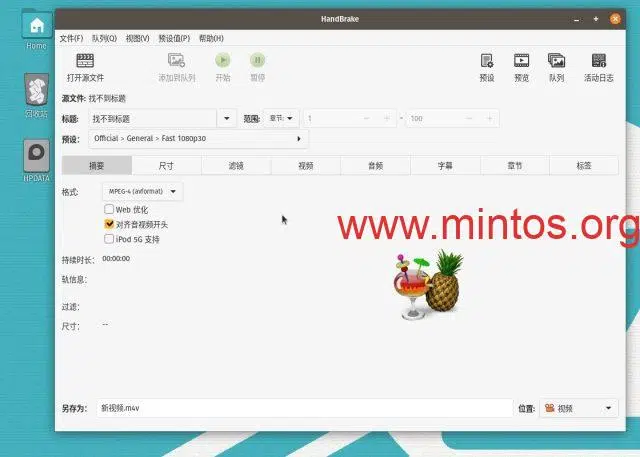 HandBrake
Home
文件(F) 队列(Q) 视图(V) 预设值(P) 帮助(H)
打开源文件 添加到队列 开始 暂停 预设 预览 队列 活动日志
回收站
源文件: 找不到标题
标题: 找不到标题 范围: 章节: 1 - 100
预设: Official > General > Fast 1080p30
摘要 尺寸 滤镜 视频 音频 字幕 章节 标签
HPDATA
格式: MPEG-4 (avformat)
Web 优化
对齐音视频开头
iPod 5G 支持
www.mintos.org
持续时长: 00:00:00
轨信息:
过滤:
尺寸: --
另存为: 新视频.m4v 位置: 视频